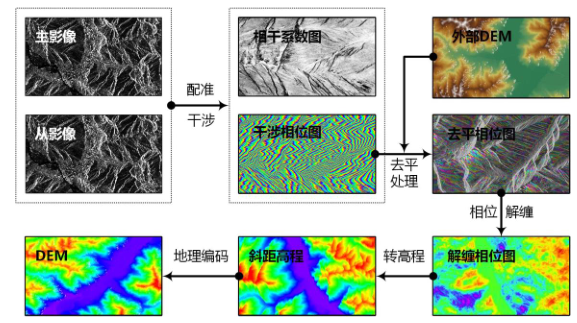 主影像
相干系数图
外部DEM
配准
干涉
从影像
干涉相位图
去平
处理
去平相位图
相位
解缠
DEM
地理编码
斜距高程
转高程
解缠相位图